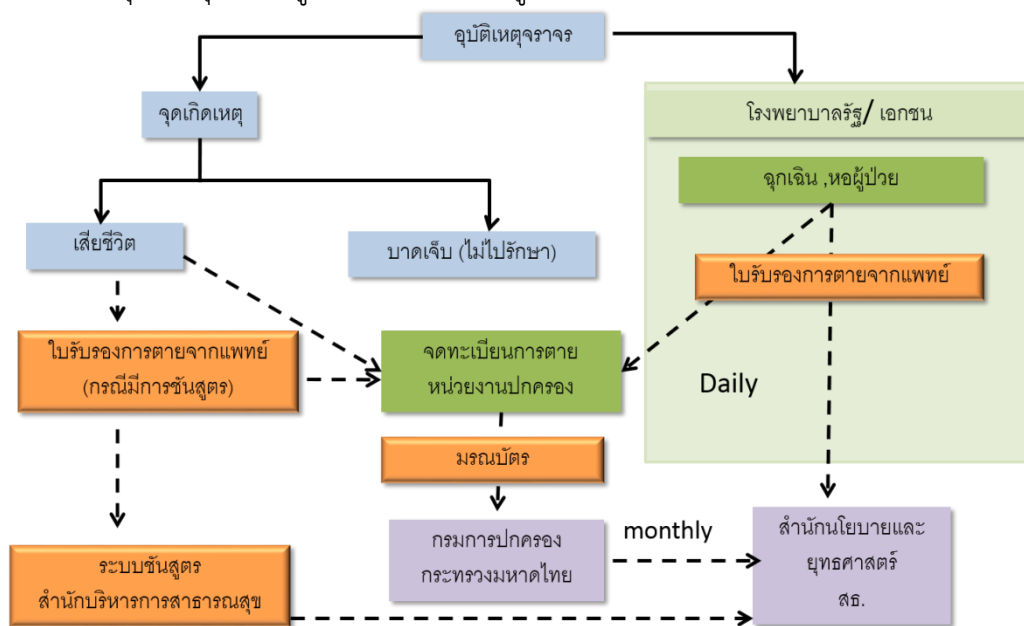 อุบัติเหตุจราจร
จุดเกิดเหตุ
โรงพยาบาลรัฐ/ เอกชน
ฉุกเฉิน ,หอผู้ป่วย
เสียชีวิต
บาดเจ็บ (ไม่ไปรักษา)
ใบรับรองการตายจากแพทย์
ใบรับรองการตายจากแพทย์
(กรณีมีการชันสูตร)
จดทะเบียนการตาย
หน่วยงานปกครอง
Daily
มรณบัตร
กรมการปกครอง
กระทรวงมหาดไทย
monthly
สำนักนโยบายและ
ยุทธศาสตร์
สธ.
ระบบชันสูตร
สำนักบริหารการสาธารณสุข